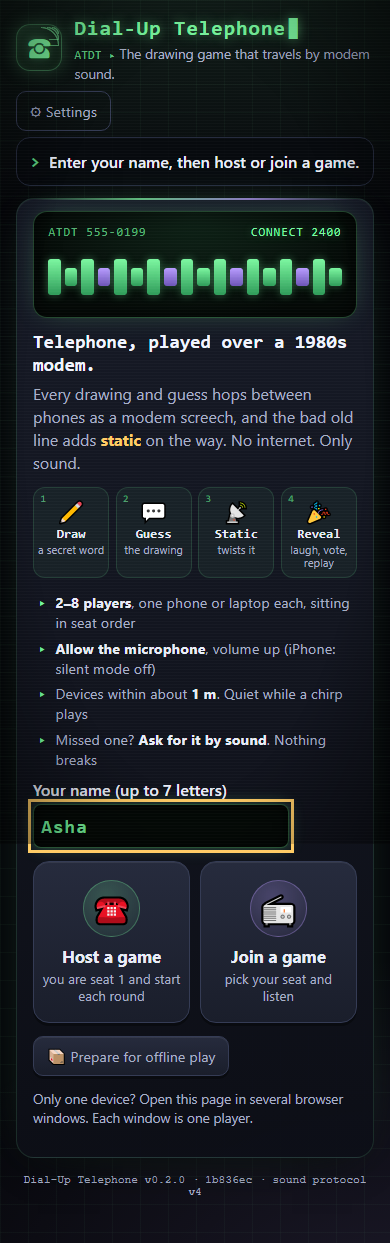 Dial-Up Telephone
ATDT ▸ The drawing game that travels by modem
sound.
⚙ Settings
> Enter your name, then host or join a game.
ATDT 555-0199 CONNECT 2400
Telephone, played over a 1980s
modem.
Every drawing and guess hops between
phones as a modem screech, and the bad old
line adds static on the way. No internet. Only
sound.
1 2 3 4
Draw Guess Static Reveal
a secret word the drawing twists it laugh, vote,
replay
▸ 2–8 players, one phone or laptop each, sitting
in seat order
▸ Allow the microphone, volume up (iPhone:
silent mode off)
▸ Devices within about 1 m. Quiet while a chirp
plays
▸ Missed one? Ask for it by sound. Nothing
breaks
Your name (up to 7 letters)
Asha
Host a game Join a game
you are seat 1 and start pick your seat and
each round listen
Prepare for offline play
Only one device? Open this page in several browser
windows. Each window is one player.
Dial-Up Telephone v0.2.0 · 1b836ec · sound protocol
v4